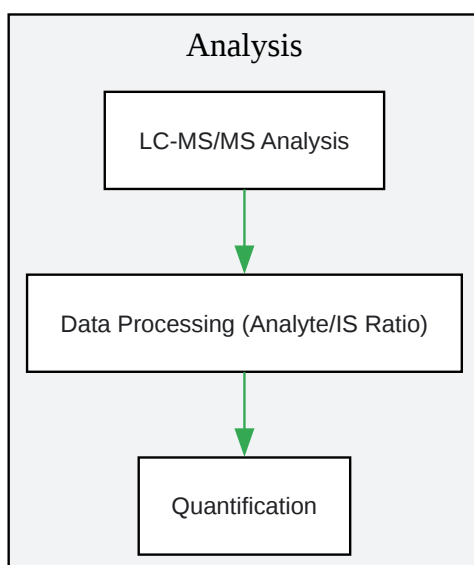 Analysis
LC-MS/MS Analysis
Data Processing (Analyte/IS Ratio)
Quantification